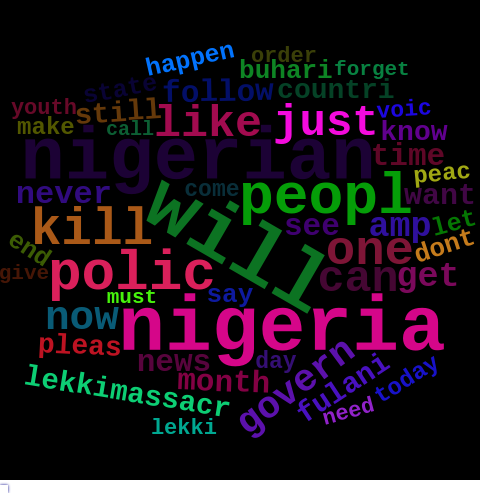 happen
order
buhari
forget
state
follow
countri
youth
still
like
just
voic
make
call
know
nigerian
time
peac
never
come
peopl
want
kill
will
see
amp
let
end
one
dont
give
polic
can
get
must
say
now
nigeria
pleas
news
day
govern
today
lekkimassacr
month
fulani
need
lekki